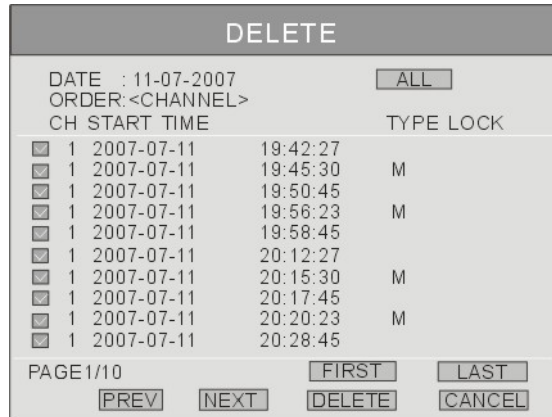 DELETE
DATE : 11-07-2007 ALL
ORDER:<CHANNEL>
CH START TIME TYPE LOCK
1 2007-07-11 19:42:27
1 2007-07-11 19:45:30 M
1 2007-07-11 19:50:45
1 2007-07-11 19:56:23 M
1 2007-07-11 19:58:45
1 2007-07-11 20:12:27
1 2007-07-11 20:15:30 M
1 2007-07-11 20:17:45
1 2007-07-11 20:20:23 M
1 2007-07-11 20:28:45
PAGE1/10 FIRST LAST
PREV NEXT DELETE CANCEL